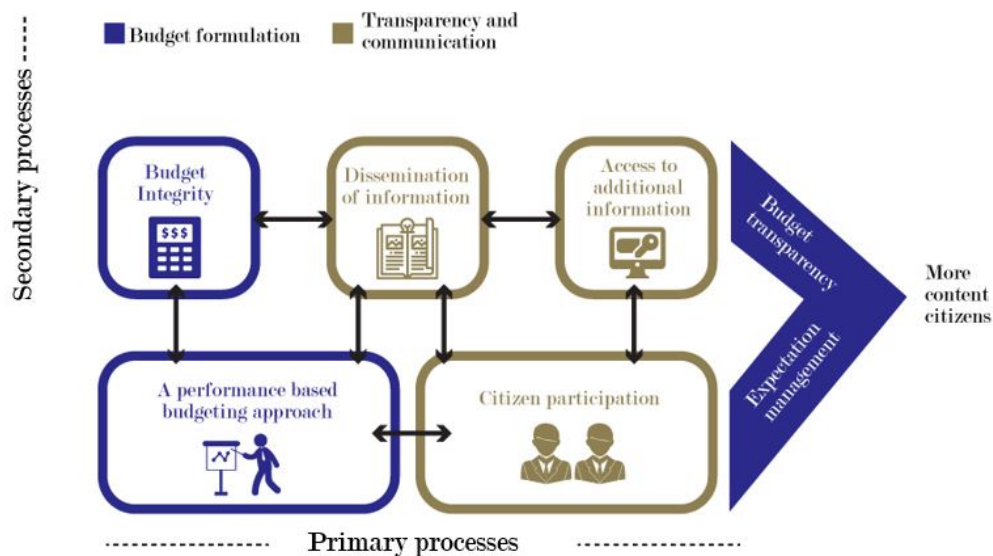 Budget formulation
Transparency and
communication
Secondary processes
Budget
Integrity
$$$
Dissemination
of information
Access to
additional
information
Budget
transparency
Expectation
management
More
content
citizens
A performance based
budgeting approach
Citizen participation
Primary processes